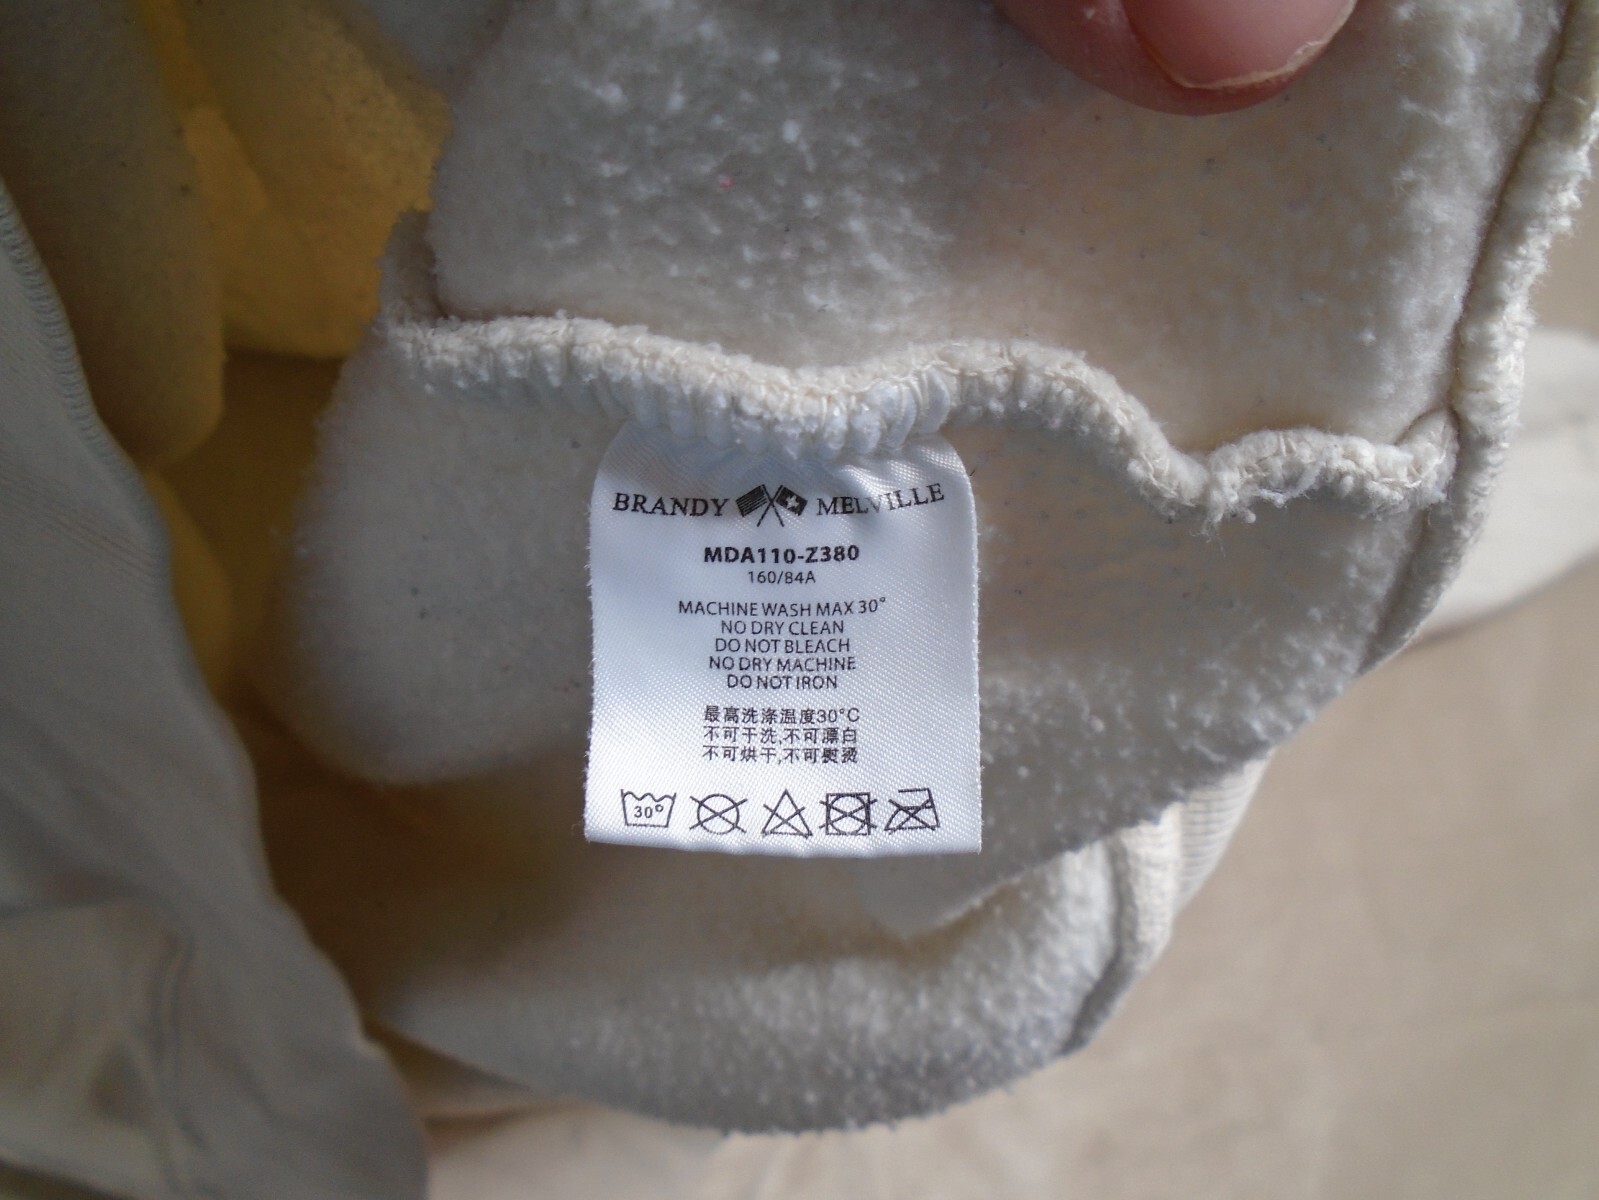 BRANDY MELVILLE
MDA110-Z380
160/84A
MACHINE WASH MAX 30°
NO DRY CLEAN
DO NOT BLEACH
NO DRY MACHINE
DO NOT IRON
最高洗涤温度30°C
不可干洗,不可漂白
不可烘干,不可熨烫
30°